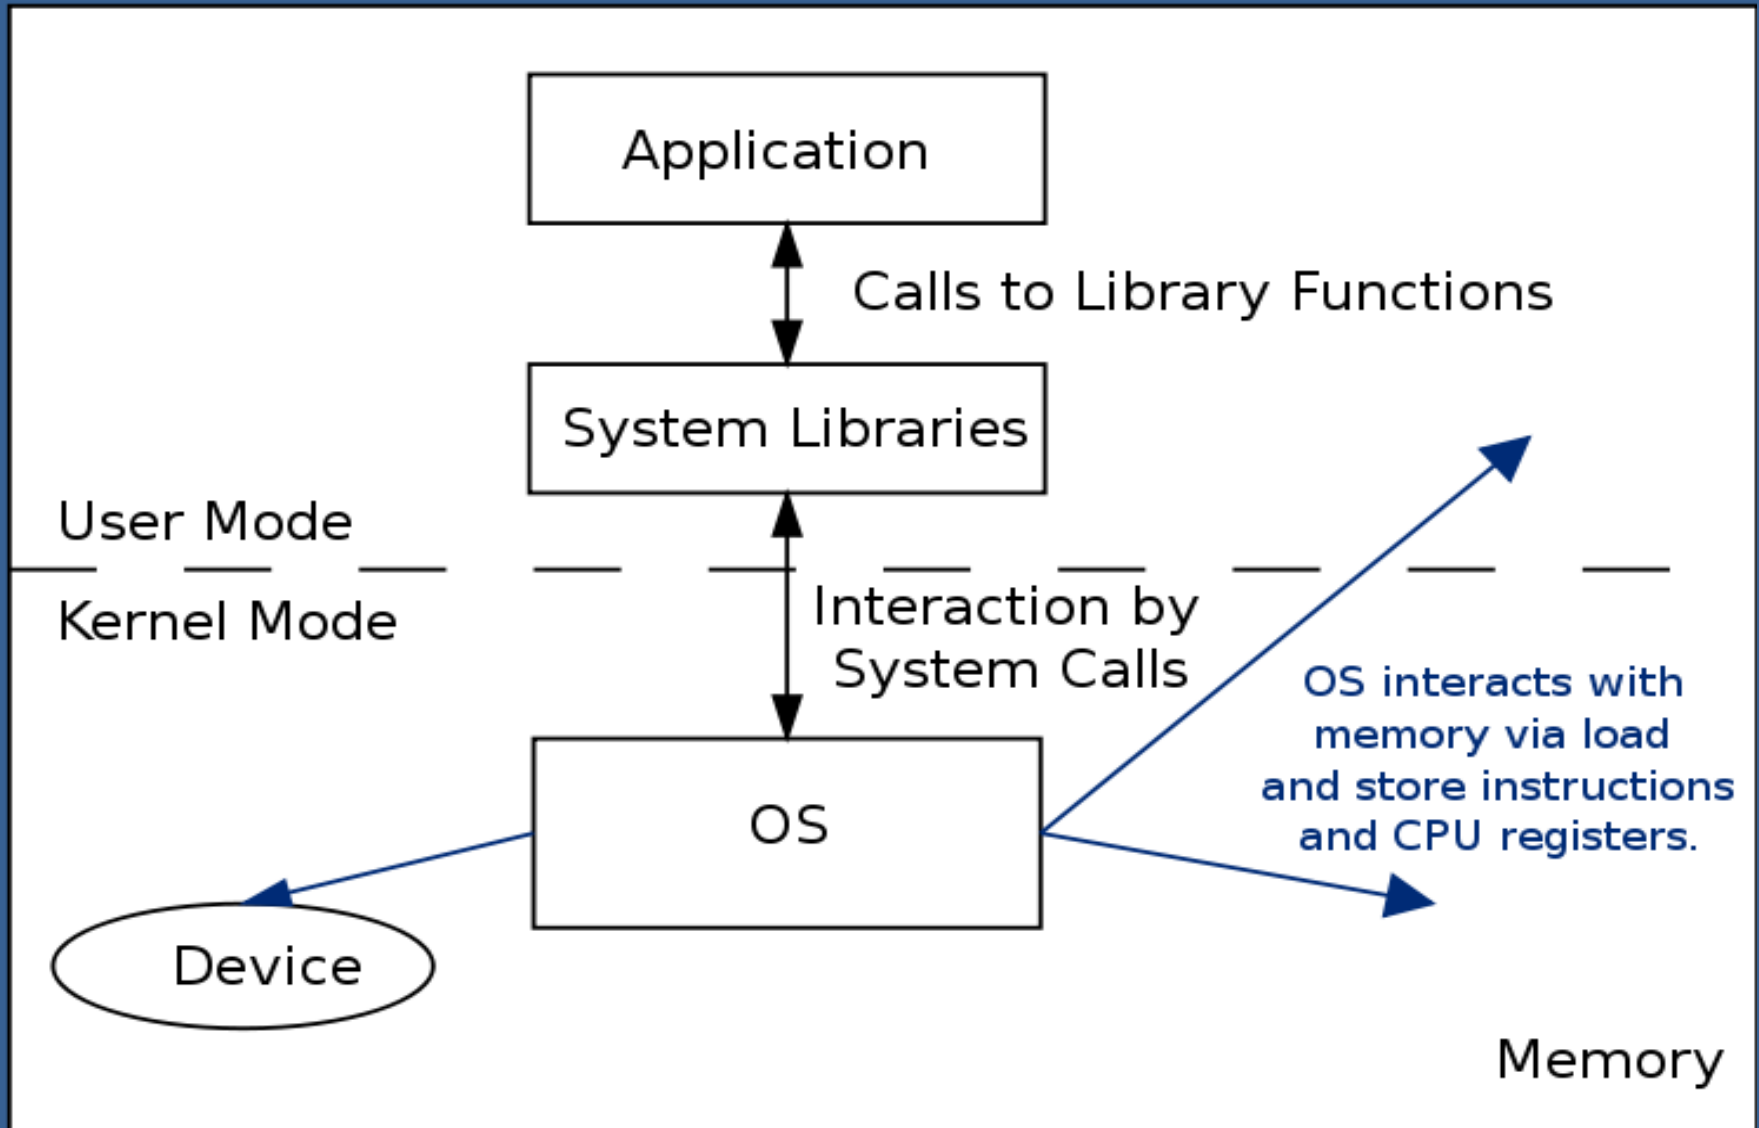 Application
Calls to Library Functions
System Libraries
User Mode
Kernel Mode
Interaction by
System Calls
OS interacts with
memory via load
and store instructions
and CPU registers.
OS
Device
Memory